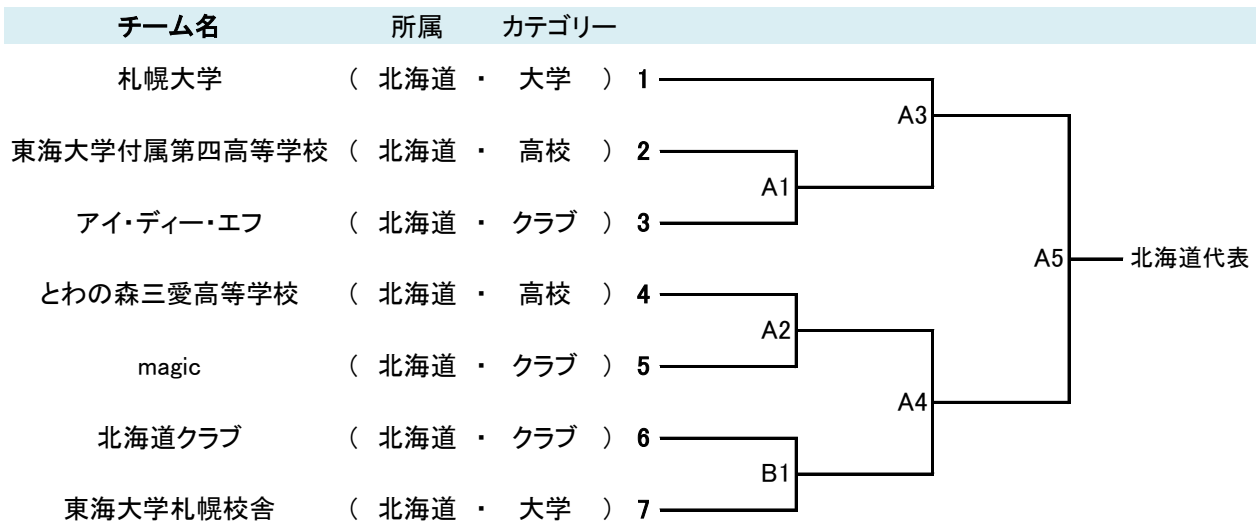 チーム名 所属 カテゴリー
札幌大学 ( 北海道 ・ 大学 ) 1
A3
東海大学付属第四高等学校 ( 北海道 ・ 高校 ) 2
A1
アイ・ディー・エフ ( 北海道 ・ クラブ ) 3
A5 北海道代表
とわの森三愛高等学校 ( 北海道 ・ 高校 ) 4
A2
magic ( 北海道 ・ クラブ ) 5
A4
北海道クラブ ( 北海道 ・ クラブ ) 6
B1
東海大学札幌校舎 ( 北海道 ・ 大学 ) 7